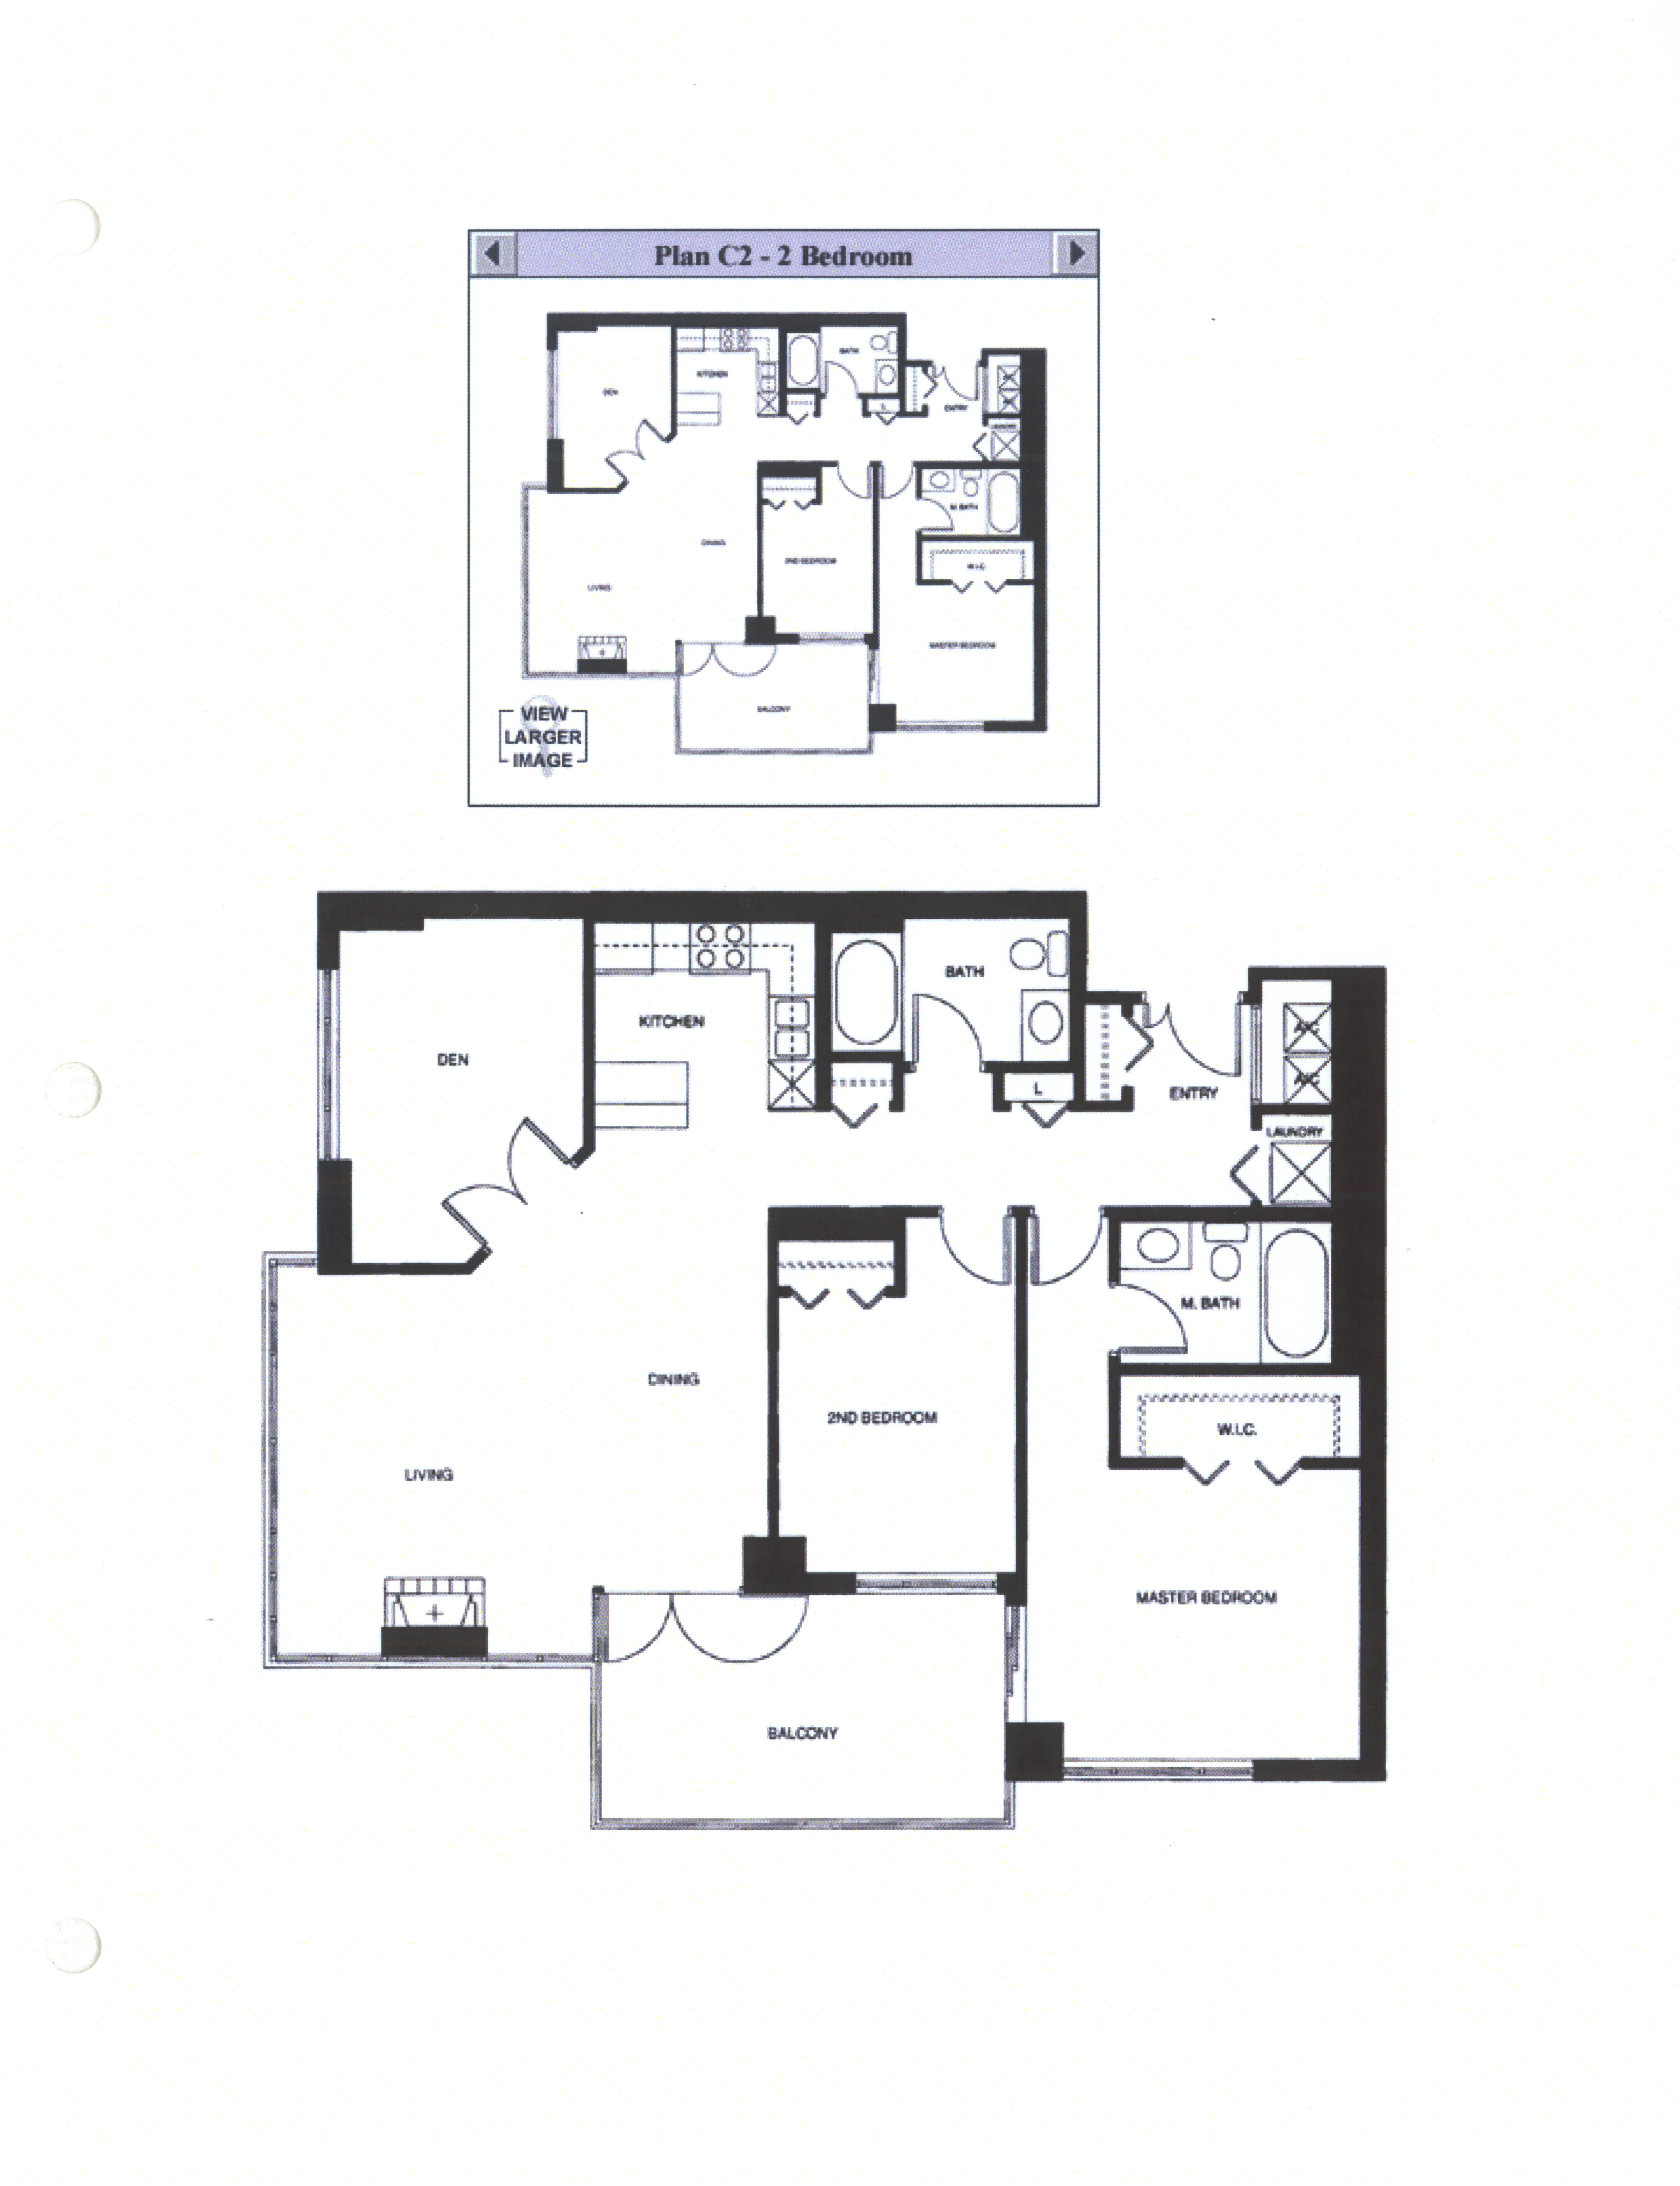 Plan C2 - 2 Bedroom
BATH
KITCHEN
DEN
L
ENTRY
LAUNDRY
M. BATH
DINING
2ND BEDROOM
W.I.C.
LIVING
MASTER BEDROOM
BALCONY
VIEW
LARGER
IMAGE
BATH
KITCHEN
A/C
DEN
A/C
L
ENTRY
LAUNDRY
M. BATH
DINING
2ND BEDROOM
W.I.C.
LIVING
MASTER BEDROOM
BALCONY